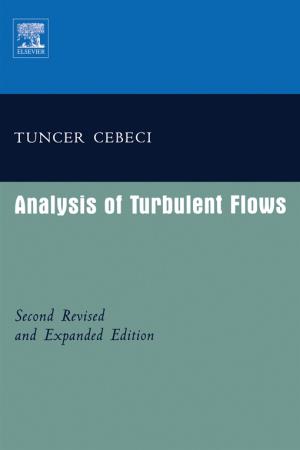 ELSEVIER
TUNCER CEBECI
Analysis of Turbulent Flows
Second Revised
and Expanded Edition